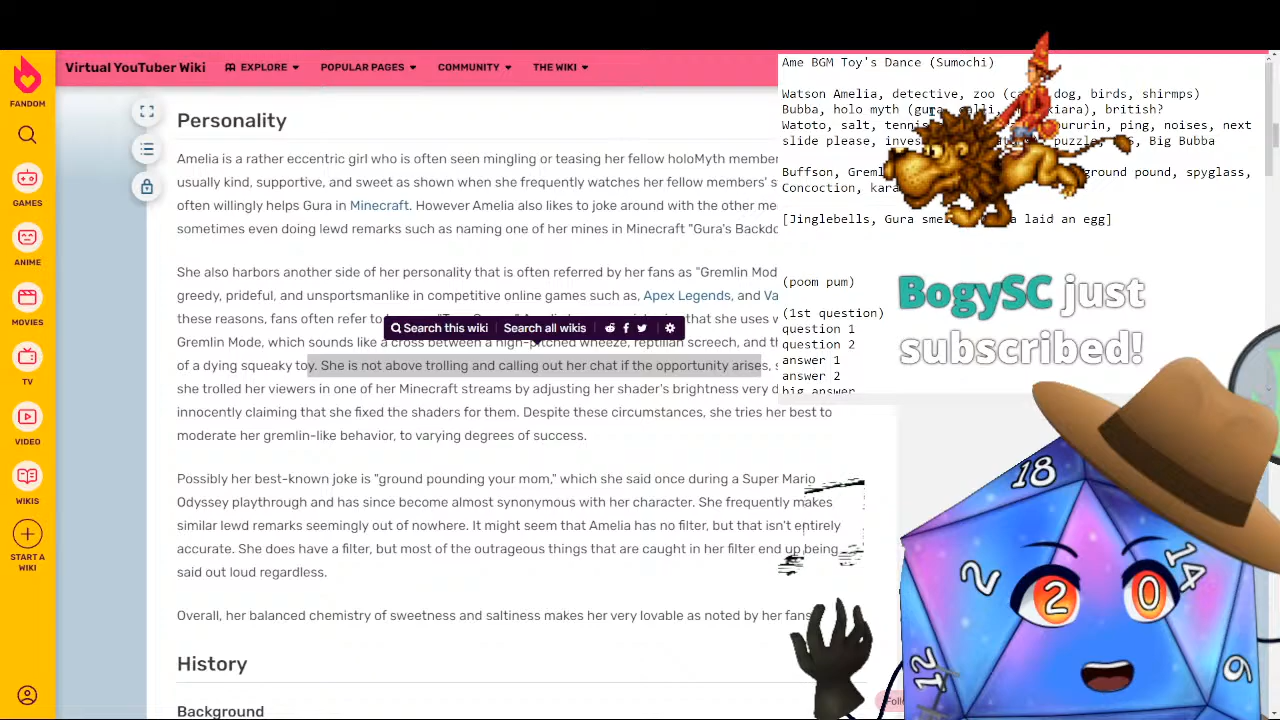 Virtual YouTuber Wiki
EXPLORE
POPULAR PAGES
COMMUNITY
THE WIKI
FANDOM
GAMES
ANIME
MOVIES
TV
VIDEO
WIKIS
START A
WIKI
Personality
Amelia is a rather eccentric girl who is often seen mingling or teasing her fellow holoMyth member
usually kind, supportive, and sweet as shown when she frequently watches her fellow members' s
often willingly helps Gura in Minecraft. However Amelia also likes to joke around with the other me
sometimes even doing lewd remarks such as naming one of her mines in Minecraft "Gura's Backdo
She also harbors another side of her personality that is often referred by her fans as "Gremlin Mod
greedy, prideful, and unsportsmanlike in competitive online games such as, Apex Legends, and Va
these reasons, fans often refer to
that she uses w
Search this wiki
Search all wikis
Gremlin Mode, which sounds like a cross between a high-pitched wheeze, reptilian screech, and th
of a dying squeaky toy. She is not above trolling and calling out her chat if the opportunity arises, s
she trolled her viewers in one of her Minecraft streams by adjusting her shader's brightness very d
innocently claiming that she fixed the shaders for them. Despite these circumstances, she tries her best to
moderate her gremlin-like behavior, to varying degrees of success.
Possibly her best-known joke is "ground pounding your mom," which she said once during a Super Mario
Odyssey playthrough and has since become almost synonymous with her character. She frequently makes
similar lewd remarks seemingly out of nowhere. It might seem that Amelia has no filter, but that isn't entirely
accurate. She does have a filter, but most of the outrageous things that are caught in her filter end up being
said out loud regardless.
Overall, her balanced chemistry of sweetness and saltiness makes her very lovable as noted by her fans
History
Background
Ame BGM Toy's Dance (Sumochi)
Watson Amelia, detective, zoo dog, birds, shirmps)
Bubba, holo myth (gura, kiara), british?
Watoto, salt, tennis ururin, ping, noises, next
slide please, Big Bubba
Buffson, ground pound, spyglass,
Concoction,
[Jinglebells, Gura laid an egg]
(poom pum)
(1st question)
question 1
question 2
answer 1
answer 2
big answer
BogySC just
subscribed!
18
2
14
2
0
12
6